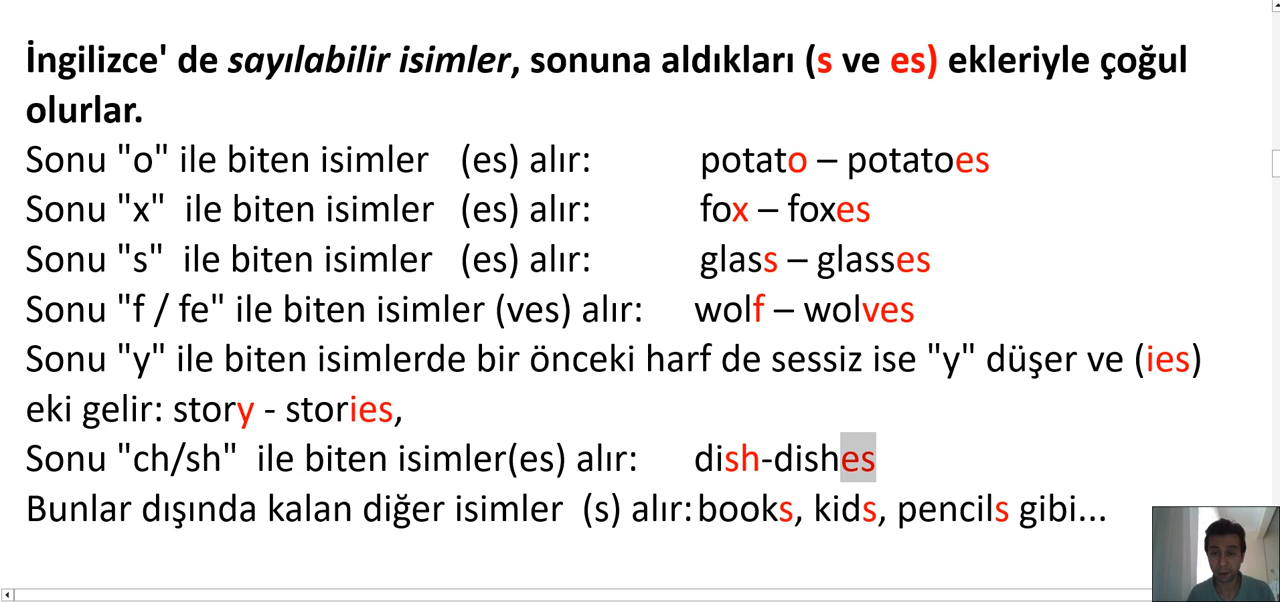 İngilizce' de sayılabilir isimler, sonuna aldıkları (s ve es) ekleriyle çoğul
olurlar.
Sonu "o" ile biten isimler (es) alır: potato – potatoes
Sonu "x" ile biten isimler (es) alır: fox – foxes
Sonu "s" ile biten isimler (es) alır: glass – glasses
Sonu "f / fe" ile biten isimler (ves) alır: wolf – wolves
Sonu "y" ile biten isimlerde bir önceki harf de sessiz ise "y" düşer ve (ies)
eki gelir: story - stories,
Sonu "ch/sh" ile biten isimler(es) alır: dish-dishes
Bunlar dışında kalan diğer isimler (s) alır: books, kids, pencils gibi...